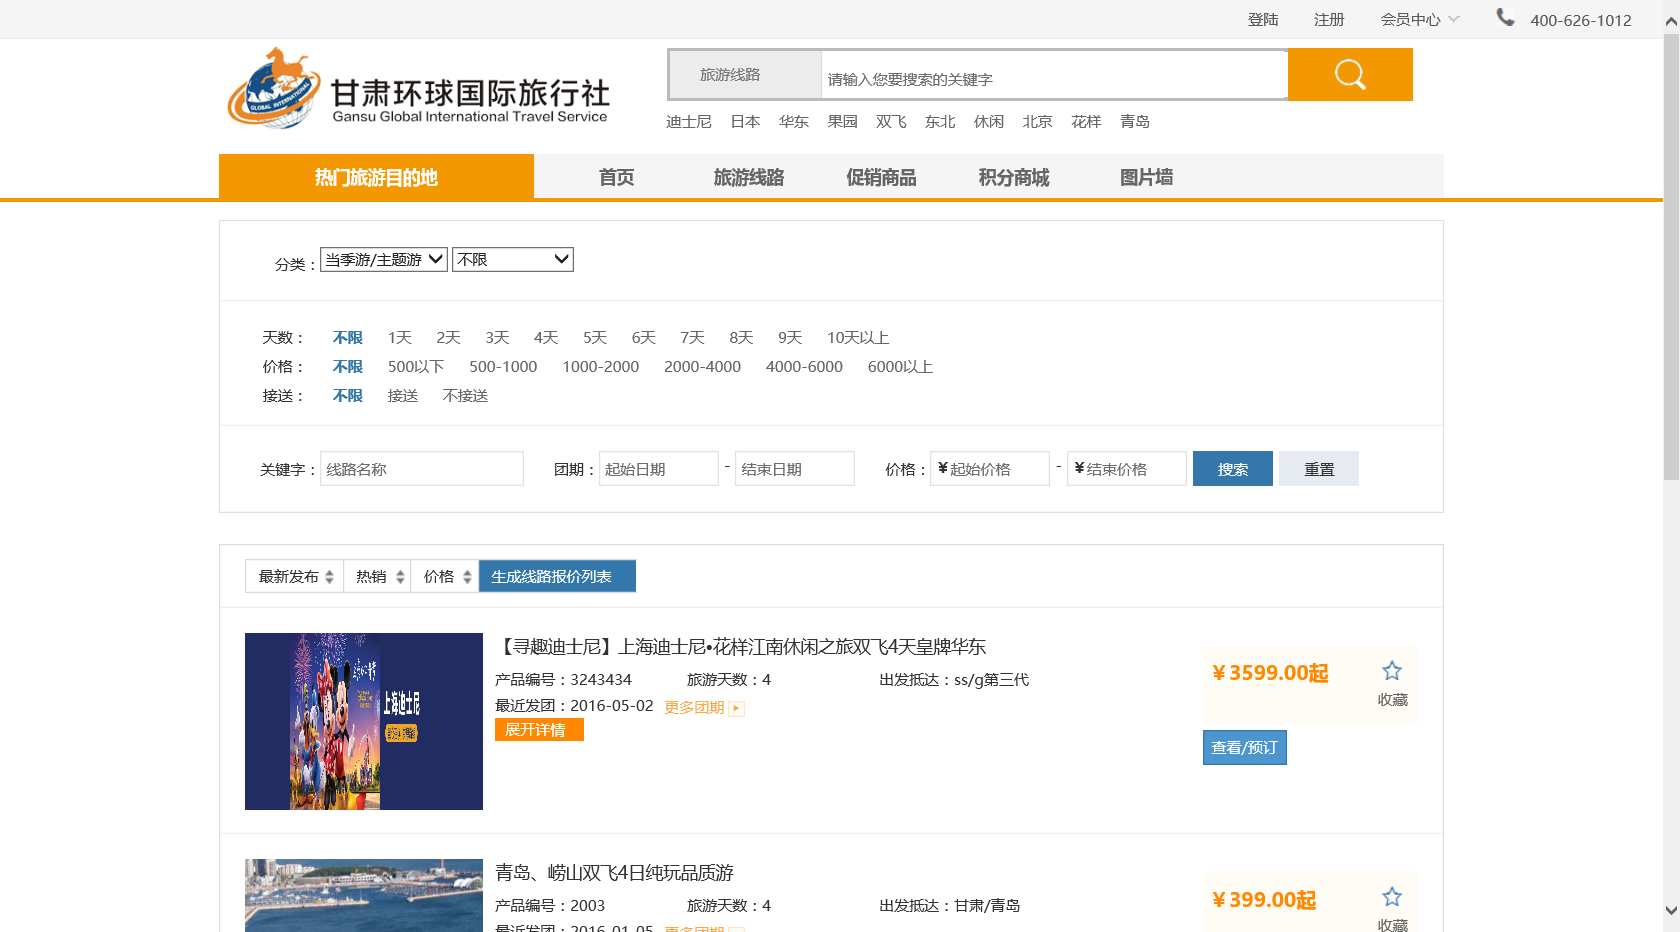 登陆 注册 会员中心 400-626-1012
GLOBAL INTERNATIONAL
甘肃环球国际旅行社
Gansu Global International Travel Service
旅游线路 请输入您要搜索的关键字
迪士尼 日本 华东 果园 双飞 东北 休闲 北京 花样 青岛
热门旅游目的地 首页 旅游线路 促销商品 积分商城 图片墙
分类： 当季游/主题游 不限
天数： 不限 1天 2天 3天 4天 5天 6天 7天 8天 9天 10天以上
价格： 不限 500以下 500-1000 1000-2000 2000-4000 4000-6000 6000以上
接送： 不限 接送 不接送
关键字： 线路名称 团期： 起始日期 - 结束日期 价格： ¥ 起始价格 - ¥ 结束价格 搜索 重置
最新发布 热销 价格 生成线路报价列表
【寻趣迪士尼】上海迪士尼•花样江南休闲之旅双飞4天皇牌华东
产品编号：3243434 旅游天数：4 出发抵达：ss/g第三代
最近发团：2016-05-02 更多团期
展开详情
¥ 3599.00起
收藏
查看/预订
上海迪士尼
青岛、崂山双飞4日纯玩品质游
产品编号：2003 旅游天数：4 出发抵达：甘肃/青岛
最近发团：2016-01-05 更多团期
¥ 399.00起
收藏